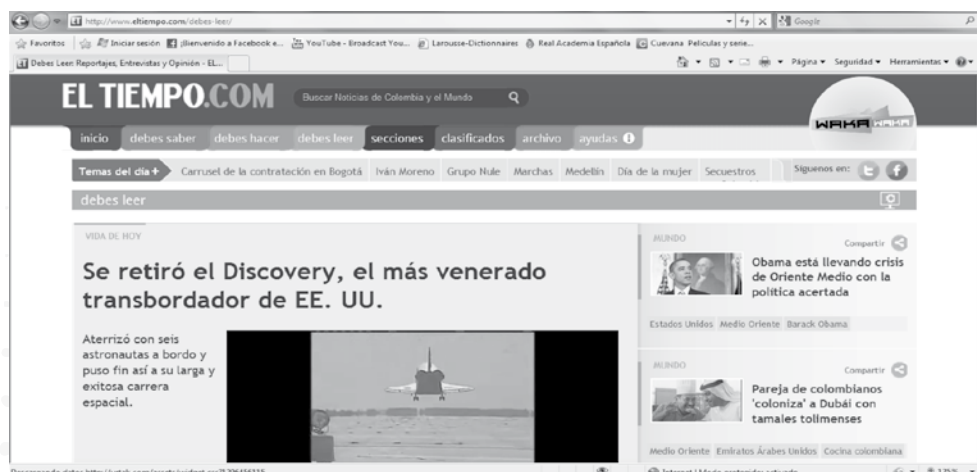 http://www.eltiempo.com/debes-leer/
Google
Favoritos Iniciar sesión ¡Bienvenido a Facebook e... YouTube - Broadcast You... Larousse-Dictionnaires Real Academia Española Cuevana Peliculas y serie...
Debes Leer: Reportajes, Entrevistas y Opinión - EL...
Página Seguridad Herramientas
EL TIEMPO.COM
Buscar Noticias de Colombia y el Mundo
WAKA WAKA
inicio debes saber debes hacer debes leer secciones clasificados archivo ayudas
Temas del día + Carrusel de la contratación en Bogotá Iván Moreno Grupo Nule Marchas Medellín Día de la mujer Secuestros
Síguenos en:
debes leer
VIDA DE HOY
Se retiró el Discovery, el más venerado
transbordador de EE. UU.
Aterrizó con seis
astronautas a bordo y
puso fin así a su larga y
exitosa carrera
espacial.
MUNDO
Compartir
Obama está llevando crisis
de Oriente Medio con la
política acertada
Estados Unidos Medio Oriente Barack Obama
MUNDO
Compartir
Pareja de colombianos
'coloniza' a Dubái con
tamales tolimenses
Medio Oriente Emiratos Árabes Unidos Cocina colombiana